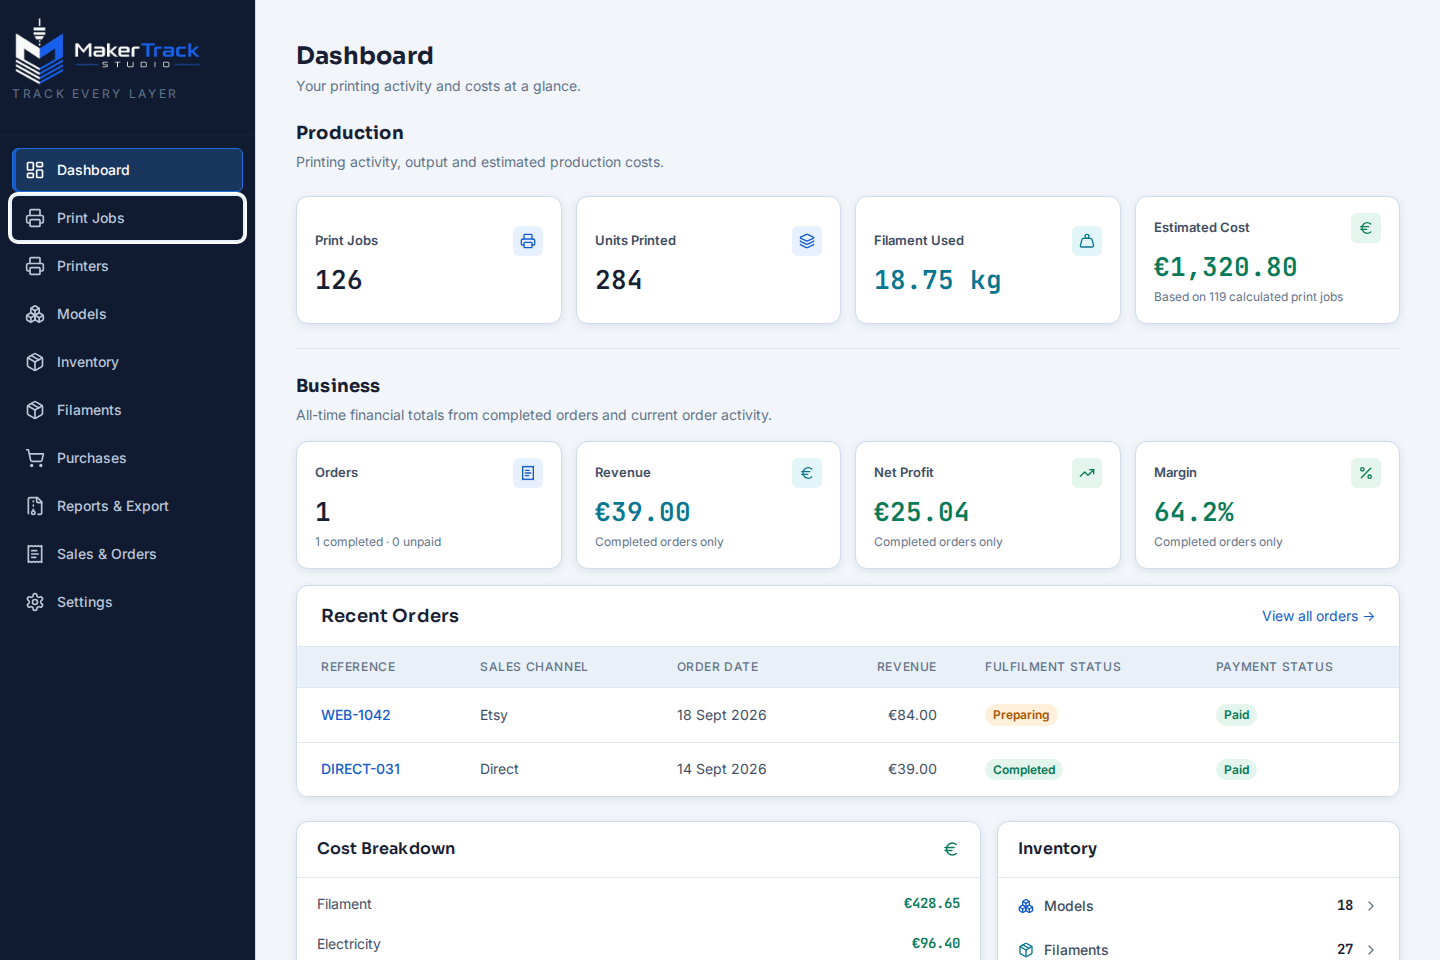 MakerTrack
STUDIO
TRACK EVERY LAYER
Dashboard
Print Jobs
Printers
Models
Inventory
Filaments
Purchases
Reports & Export
Sales & Orders
Settings
Dashboard
Your printing activity and costs at a glance.
Production
Printing activity, output and estimated production costs.
Print Jobs
126
Units Printed
284
Filament Used
18.75 kg
Estimated Cost
€1,320.80
Based on 119 calculated print jobs
Business
All-time financial totals from completed orders and current order activity.
Orders
1
1 completed · 0 unpaid
Revenue
€39.00
Completed orders only
Net Profit
€25.04
Completed orders only
Margin
64.2%
Completed orders only
Recent Orders
View all orders →
REFERENCE SALES CHANNEL ORDER DATE REVENUE FULFILMENT STATUS PAYMENT STATUS
WEB-1042 Etsy 18 Sept 2026 €84.00 Preparing Paid
DIRECT-031 Direct 14 Sept 2026 €39.00 Completed Paid
Cost Breakdown
Filament €428.65
Electricity €96.40
Inventory
Models 18
Filaments 27